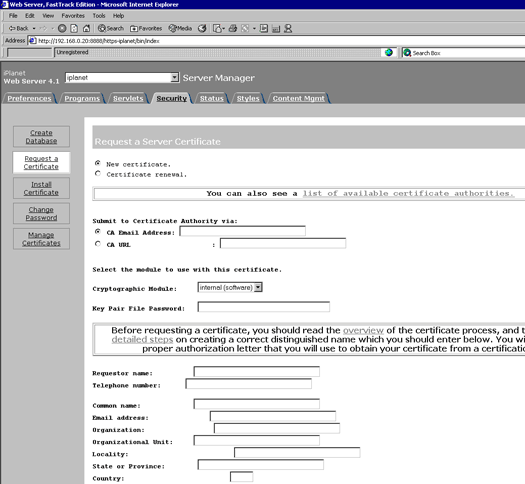 Web Server, FastTrack Edition - Microsoft Internet Explorer
File Edit View Favorites Tools Help
Back Search Favorites Media
Address http://192.168.0.20:8888/https-iplanet/bin/index
Unregistered Search Box
iPlanet
Web Server 4.1 iplanet Server Manager
Preferences Programs Servlets Security Status Styles Content Mgmt
Create
Database
Request a
Certificate
Install
Certificate
Change
Password
Manage
Certificates
Request a Server Certificate
New certificate.
Certificate renewal.
You can also see a list of available certificate authorities.
Submit to Certificate Authority via:
CA Email Address:
CA URL :
Select the module to use with this certificate.
Cryptographic Module: internal (software)
Key Pair File Password:
Before requesting a certificate, you should read the overview of the certificate process, and t
detailed steps on creating a correct distinguished name which you should enter below. You wi
proper authorization letter that you will use to obtain your certificate from a certificati
Requestor name:
Telephone number:
Common name:
Email address:
Organization:
Organizational Unit:
Locality:
State or Province:
Country: